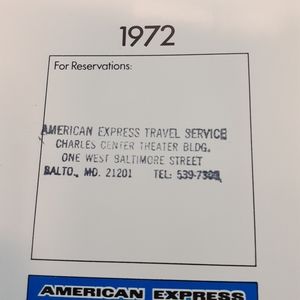 1972
For Reservations:
AMERICAN EXPRESS TRAVEL SERVICE
CHARLES CENTER THEATER BLDG.
ONE WEST BALTIMORE STREET
BALTO., MD. 21201 TEL: 539-7300
AMERICAN EXPRESS